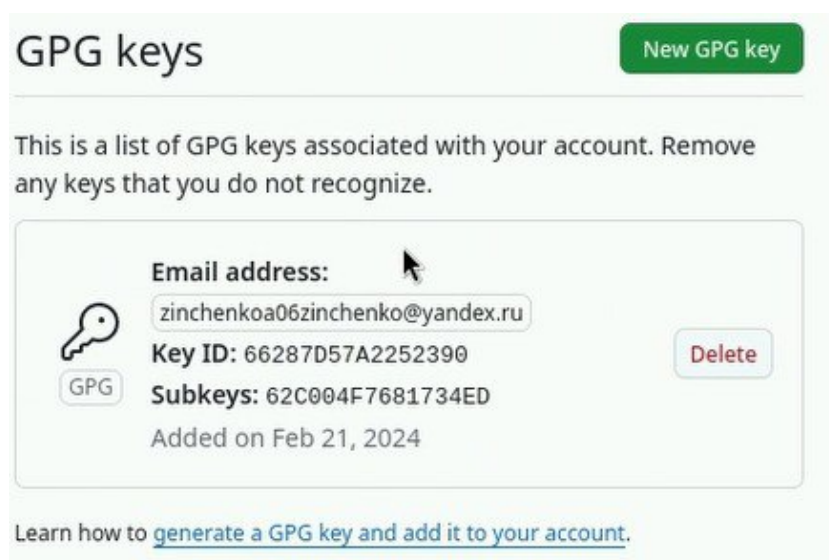 GPG keys
New GPG key
This is a list of GPG keys associated with your account. Remove
any keys that you do not recognize.
Email address:
zinchenkoa06zinchenko@yandex.ru
Key ID: 66287D57A2252390
GPG
Subkeys: 62C004F7681734ED
Added on Feb 21, 2024
Delete
Learn how to generate a GPG key and add it to your account.